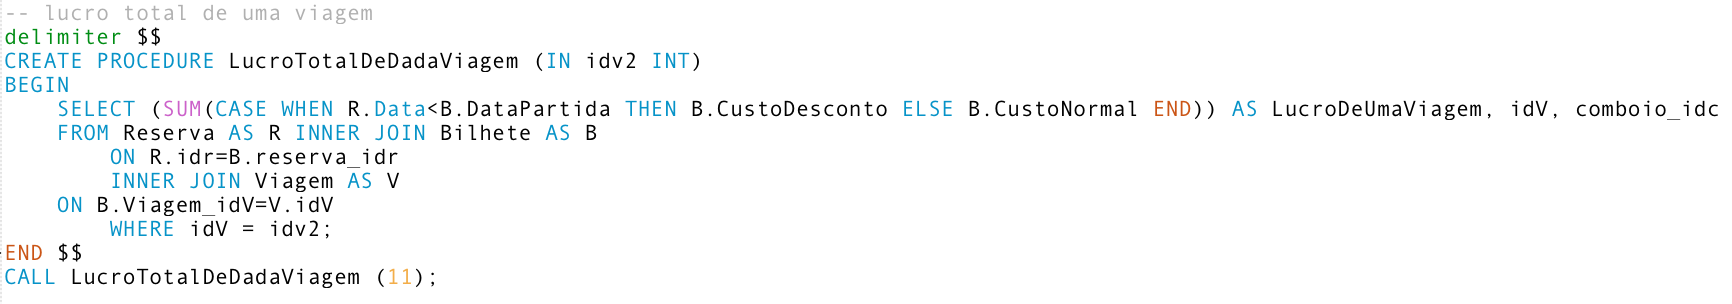 -- lucro total de uma viagem
delimiter $$
CREATE PROCEDURE LucroTotalDeDadaViagem (IN idv2 INT)
BEGIN
    SELECT (SUM(CASE WHEN R.Data<B.DataPartida THEN B.CustoDesconto ELSE B.CustoNormal END)) AS LucroDeUmaViagem, idV, comboio_idc
    FROM Reserva AS R INNER JOIN Bilhete AS B
        ON R.idr=B.reserva_idr
        INNER JOIN Viagem AS V
    ON B.Viagem_idV=V.idV
        WHERE idV = idv2;
END $$
CALL LucroTotalDeDadaViagem (11);